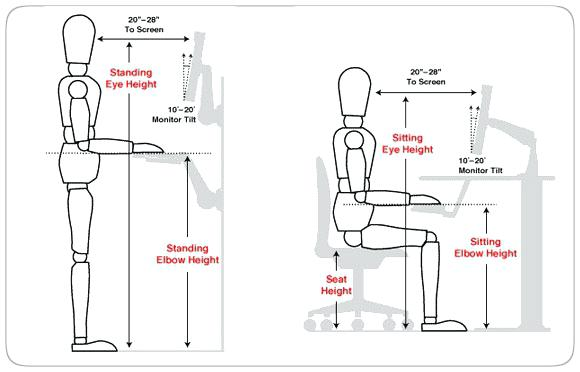 20"-28"
To Screen
Standing
Eye Height
10'-20'
Monitor Tilt
Standing
Elbow Height
20"-28"
To Screen
Sitting
Eye Height
10'-20'
Monitor Tilt
Sitting
Elbow Height
Seat
Height